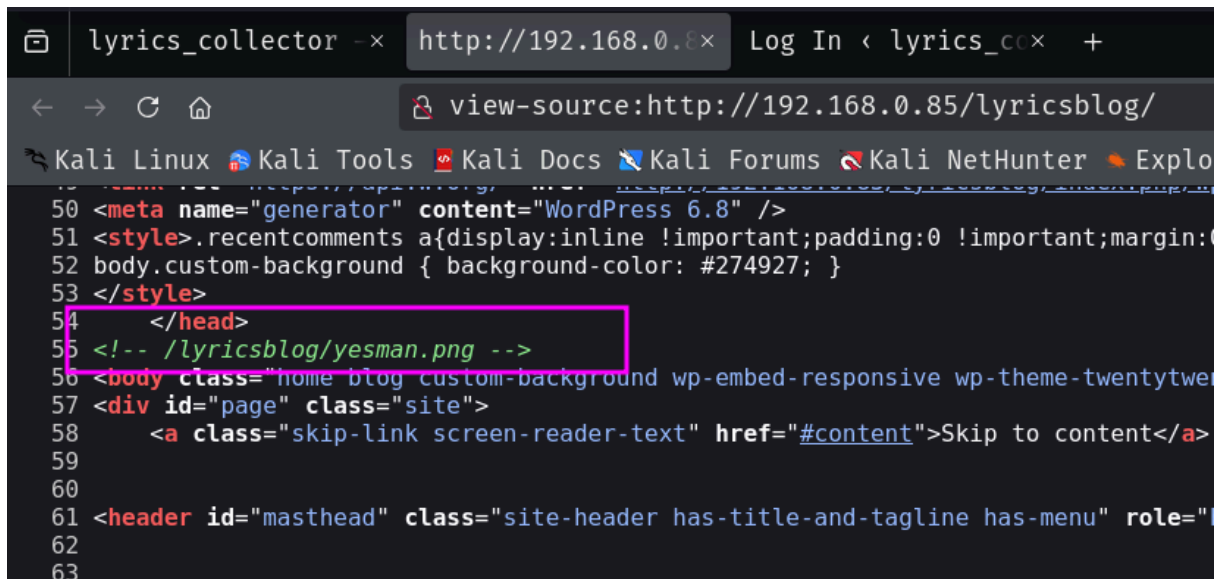 lyrics_collector - × http://192.168.0.8 × Log In ‹ lyrics_co × +
view-source:http://192.168.0.85/lyricsblog/
Kali Linux Kali Tools Kali Docs Kali Forums Kali NetHunter Explo
50 <meta name="generator" content="WordPress 6.8" />
51 <style>.recentcomments a{display:inline !important;padding:0 !important;margin:0
52 body.custom-background { background-color: #274927; }
53 </style>
54 </head>
55 <!-- /lyricsblog/yesman.png -->
56 <body class="home blog custom-background wp-embed-responsive wp-theme-twentytwe
57 <div id="page" class="site">
58 <a class="skip-link screen-reader-text" href="#content">Skip to content</a>
59
60
61 <header id="masthead" class="site-header has-title-and-tagline has-menu" role="
62
63